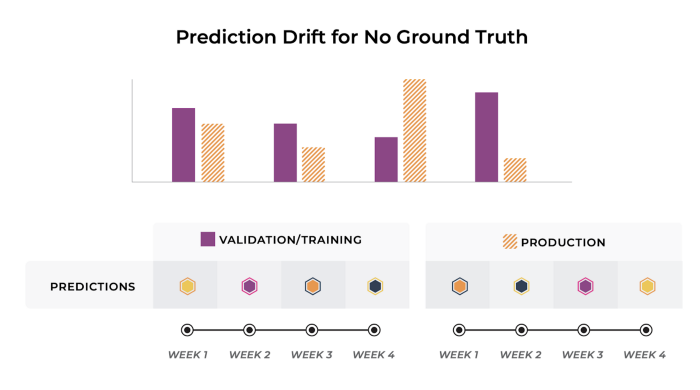 Prediction Drift for No Ground Truth
VALIDATION/TRAINING
PRODUCTION
PREDICTIONS
WEEK 1 WEEK 2 WEEK 3 WEEK 4
WEEK 1 WEEK 2 WEEK 3 WEEK 4